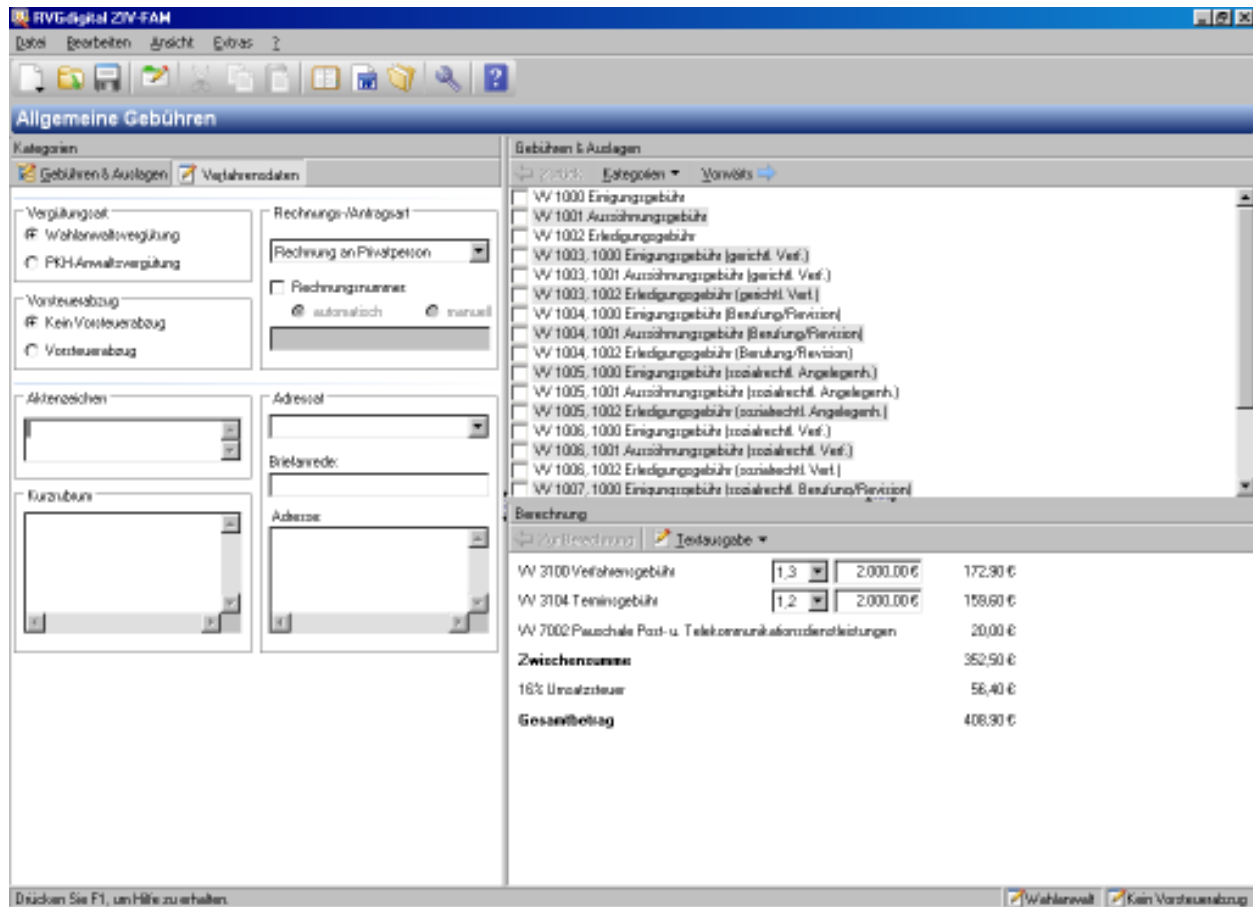 RVGdigital ZIV-FAM
Datei Bearbeiten Ansicht Extras ?
Allgemeine Gebühren
Kategorien
Gebühren & Auslagen Verfahrensdaten
Vergütungsart
Wahlanwaltsvergütung
PKH-Anwaltsvergütung
Rechnungs-/Antragsart
Rechnung an Privatperson
Rechnungsnummer:
automatisch manuell
Vorsteuerabzug
Kein Vorsteuerabzug
Vorsteuerabzug
Aktenzeichen
Kurzrubrum
Adressat
Briefanrede:
Adresse:
Gebühren & Auslagen
Zurück Kategorien Vorwärts
VV 1000 Einigungsgebühr
VV 1001 Aussöhnungsgebühr
VV 1002 Erledigungsgebühr
VV 1003, 1000 Einigungsgebühr (gerichtl. Verf.)
VV 1003, 1001 Aussöhnungsgebühr (gerichtl. Verf.)
VV 1003, 1002 Erledigungsgebühr (gerichtl. Verf.)
VV 1004, 1000 Einigungsgebühr (Berufung/Revision)
VV 1004, 1001 Aussöhnungsgebühr (Berufung/Revision)
VV 1004, 1002 Erledigungsgebühr (Berufung/Revision)
VV 1005, 1000 Einigungsgebühr (sozialrechtl. Angelegenh.)
VV 1005, 1001 Aussöhnungsgebühr (sozialrechtl. Angelegenh.)
VV 1005, 1002 Erledigungsgebühr (sozialrechtl. Angelegenh.)
VV 1006, 1000 Einigungsgebühr (sozialrechtl. Verf.)
VV 1006, 1001 Aussöhnungsgebühr (sozialrechtl. Verf.)
VV 1006, 1002 Erledigungsgebühr (sozialrechtl. Verf.)
VV 1007, 1000 Einigungsgebühr (sozialrechtl. Berufung/Revision)
Berechnung
Zur Berechnung Textausgabe
VV 3100 Verfahrensgebühr 1,3 2.000,00 € 172,90 €
VV 3104 Terminsgebühr 1,2 2.000,00 € 159,60 €
VV 7002 Pauschale Post- u. Telekommunikationsdienstleistungen 20,00 €
Zwischensumme 352,50 €
16% Umsatzsteuer 56,40 €
Gesamtbetrag 408,90 €
Drücken Sie F1, um Hilfe zu erhalten. Wahlanwalt Kein Vorsteuerabzug